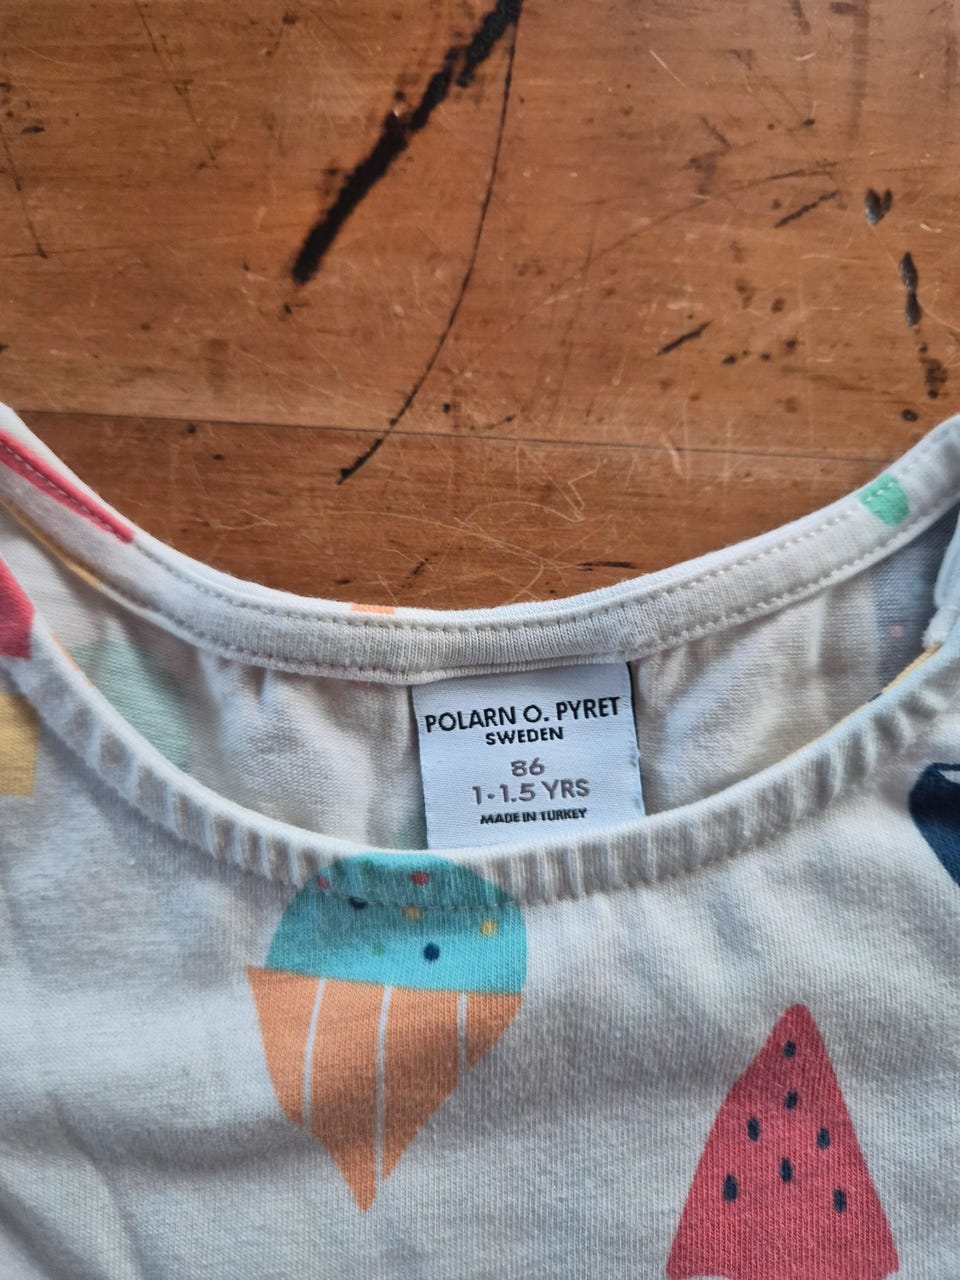 POLARN O. PYRET
SWEDEN
86
1-1.5 YRS
MADE IN TURKEY